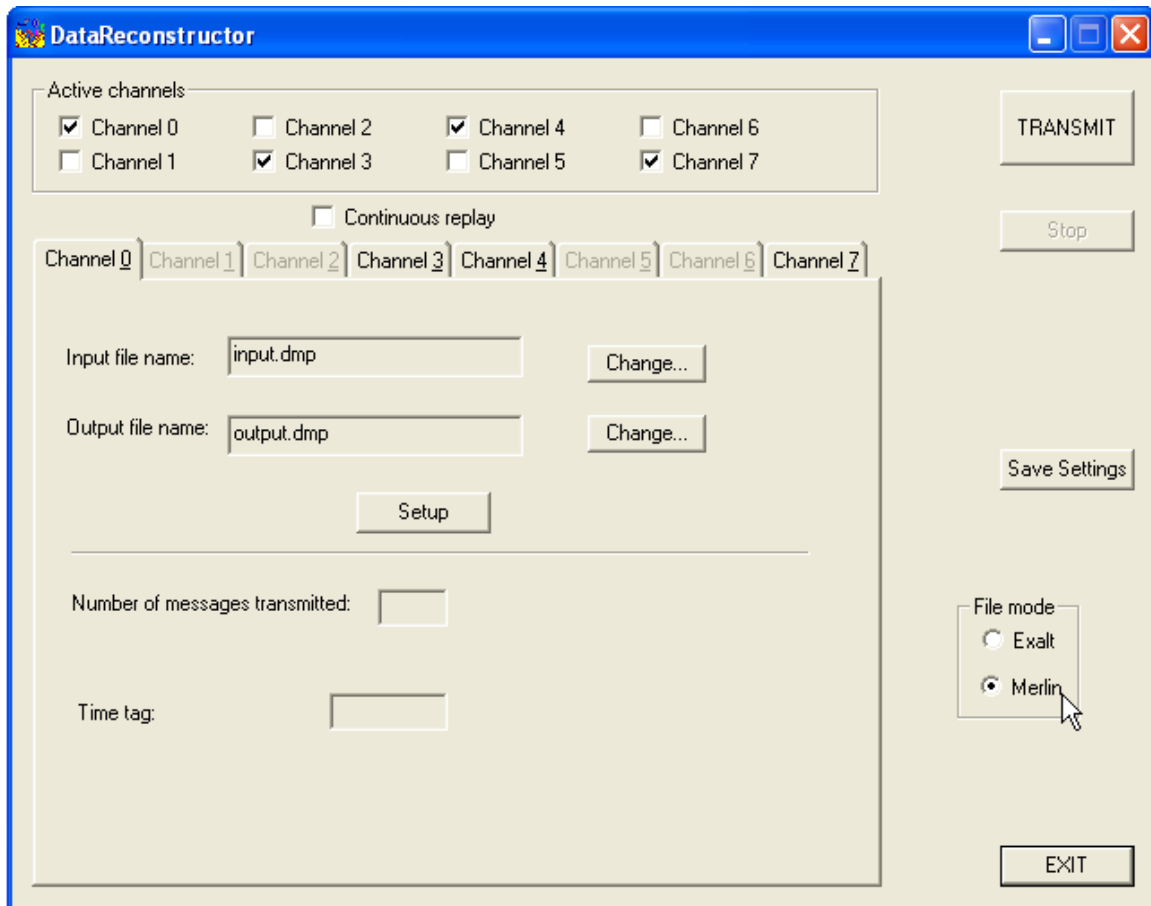 DataReconstructor
Active channels
Channel 0 Channel 2 Channel 4 Channel 6
Channel 1 Channel 3 Channel 5 Channel 7
TRANSMIT
Continuous replay
Stop
Channel 0 Channel 1 Channel 2 Channel 3 Channel 4 Channel 5 Channel 6 Channel 7
Input file name: input.dmp Change...
Output file name: output.dmp Change...
Save Settings
Setup
Number of messages transmitted:
File mode
Exalt
Merlin
Time tag:
EXIT